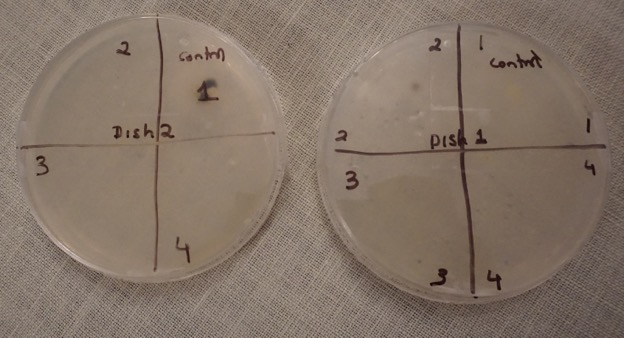 2 control
1
Dish 2
3
4
2 1
control
2 1
Dish 1
3 4
3 4